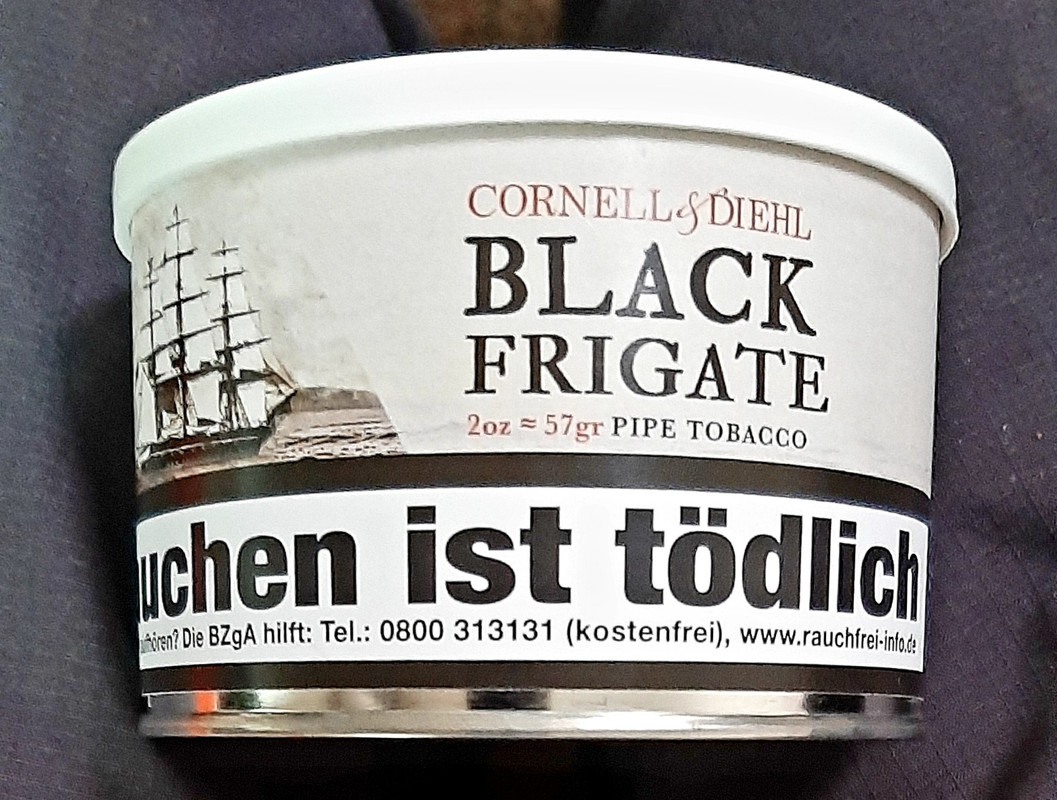 CORNELL & DIEHL
BLACK
FRIGATE
2oz ≈ 57gr PIPE TOBACCO
uchen ist tödlich
ufhören? Die BZgA hilft: Tel.: 0800 313131 (kostenfrei), www.rauchfrei-info.de